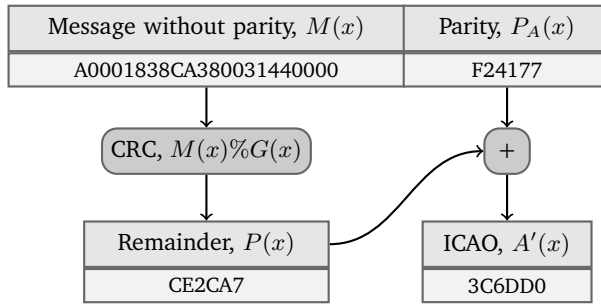 Message without parity, M(x) Parity, P_A(x)
A0001838CA380031440000 F24177
CRC, M(x)%G(x) +
Remainder, P(x) ICAO, A′(x)
CE2CA7 3C6DD0